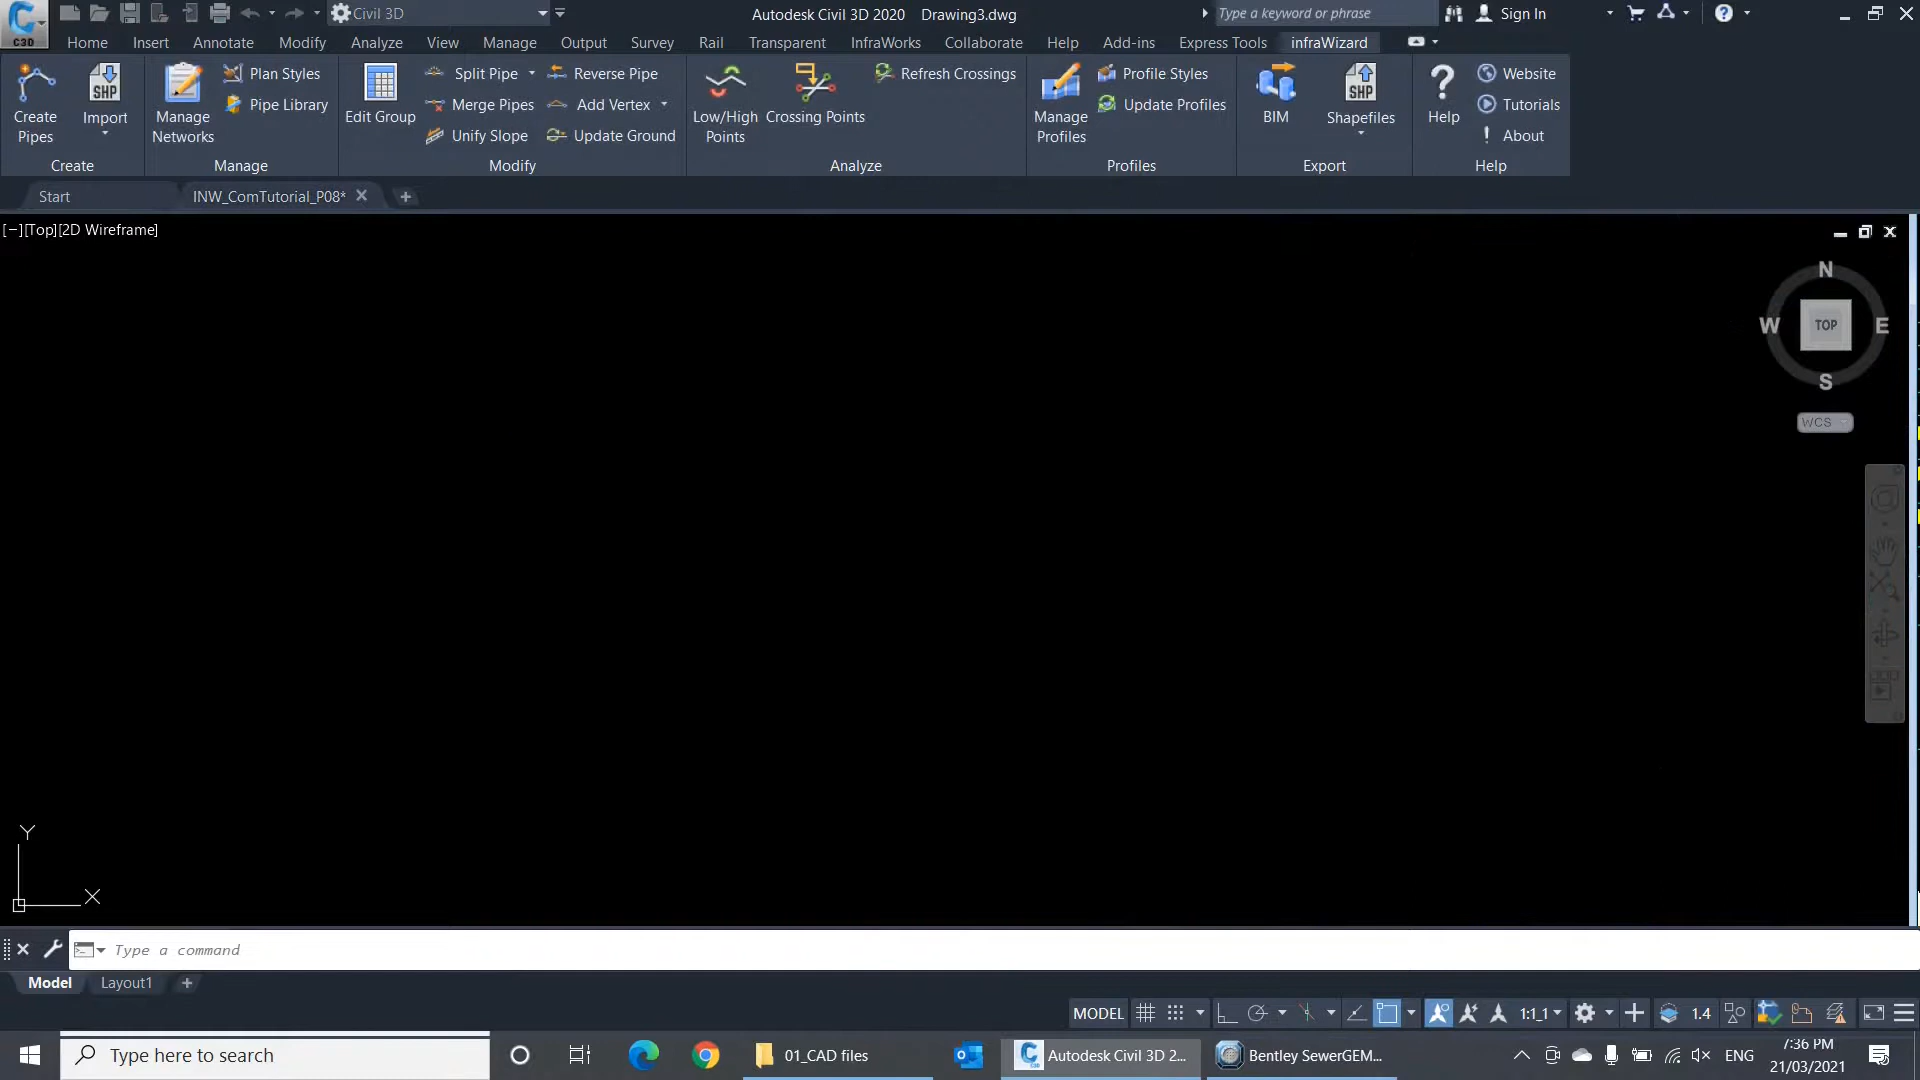 Civil 3D
Autodesk Civil 3D 2020 Drawing3.dwg
Type a keyword or phrase
Sign In
C3D
Home Insert Annotate Modify Analyze View Manage Output Survey Rail Transparent InfraWorks Collaborate Help Add-ins Express Tools infraWizard
Create Pipes
SHP
Import
Create
Manage Networks
Plan Styles
Pipe Library
Manage
Edit Group
Split Pipe
Merge Pipes
Unify Slope
Reverse Pipe
Add Vertex
Update Ground
Modify
Low/High Points
Crossing Points
Refresh Crossings
Analyze
Manage Profiles
Profile Styles
Update Profiles
Profiles
BIM
SHP
Shapefiles
Export
Help
Website
Tutorials
About
Help
Start INW_ComTutorial_P08*
[−][Top][2D Wireframe]
N
W TOP E
S
WCS
Y
X
Type a command
Model Layout1
MODEL 1:1_1 1.4
Type here to search
01_CAD files
Autodesk Civil 3D 2...
Bentley SewerGEM...
ENG
7:36 PM
21/03/2021